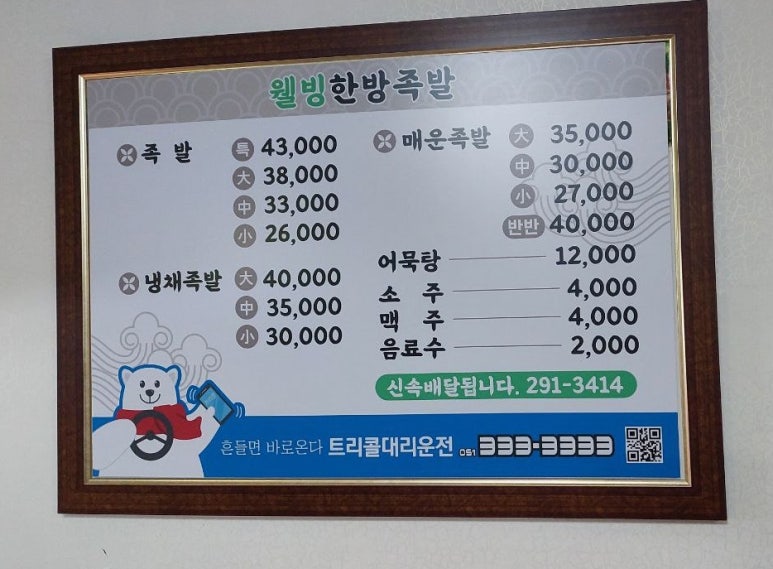 웰빙한방족발
족 발 特 43,000
大 38,000
中 33,000
小 26,000
냉채족발 大 40,000
中 35,000
小 30,000
매운족발 大 35,000
中 30,000
小 27,000
반반 40,000
어묵탕 12,000
소 주 4,000
맥 주 4,000
음료수 2,000
신속배달됩니다. 291-3414
흔들면 바로온다 트리콜대리운전 051 333-3333